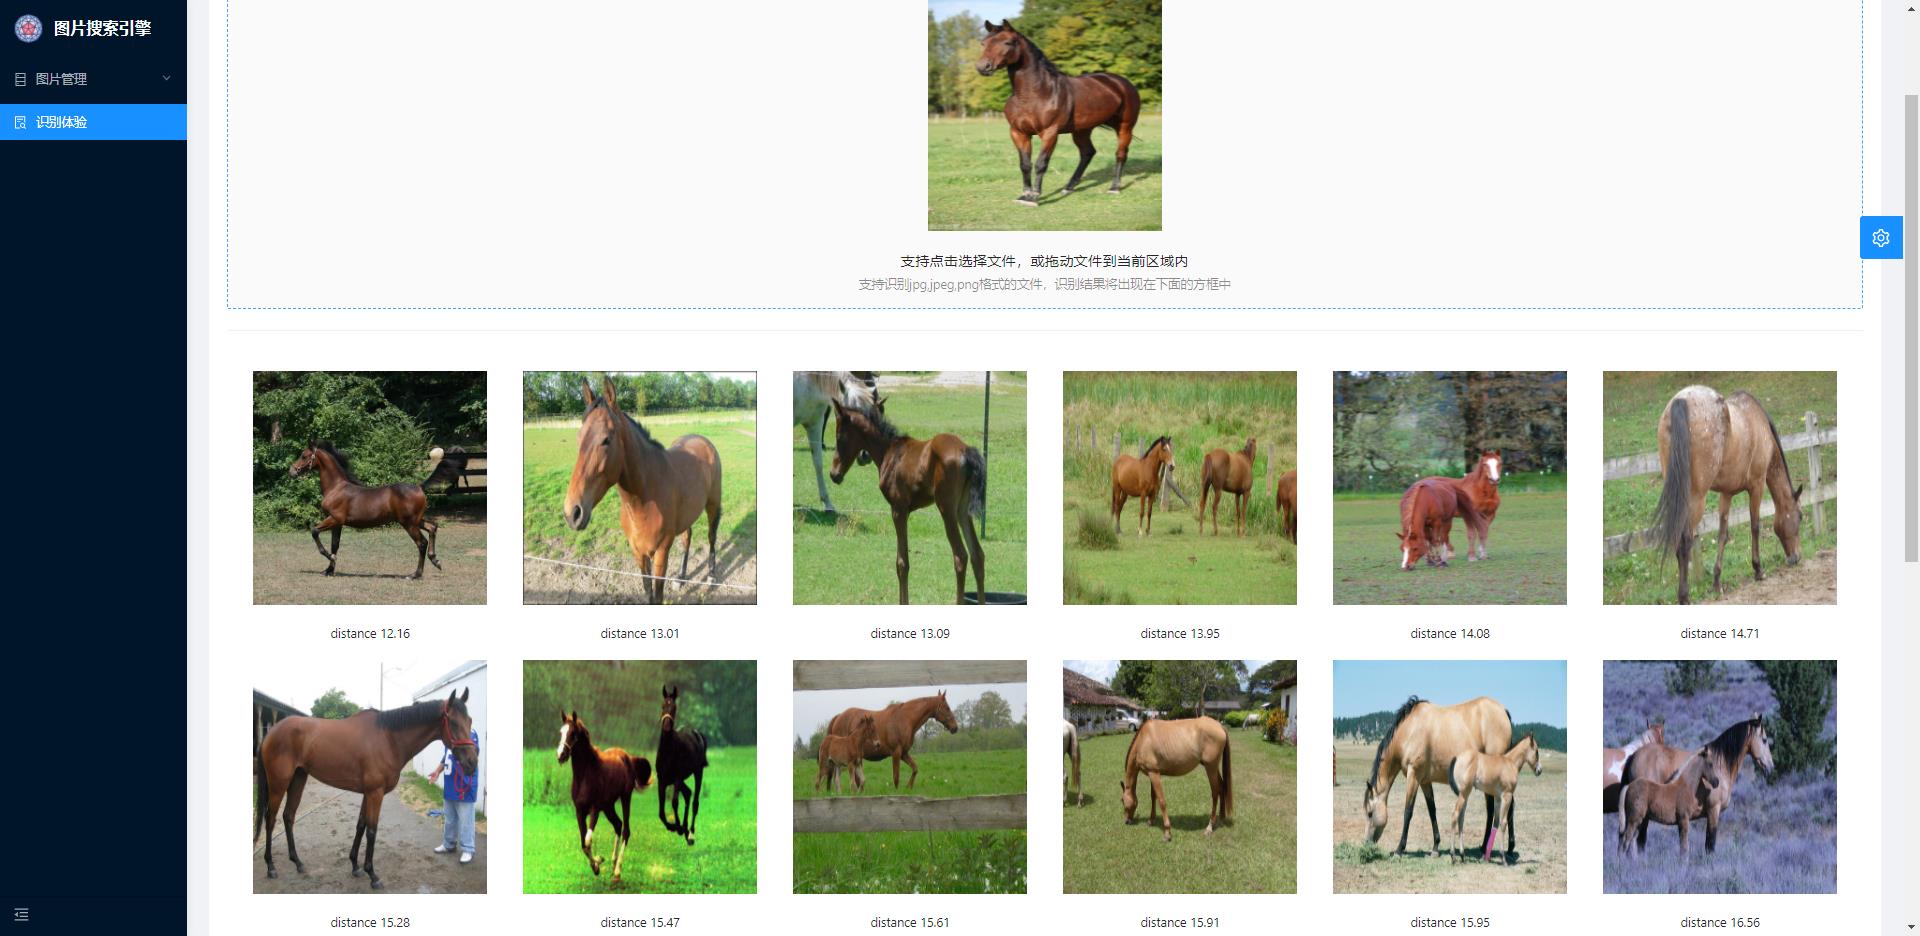 图片搜索引擎
图片管理
识别体验
支持点击选择文件，或拖动文件到当前区域内
支持识别jpg,jpeg,png格式的文件，识别结果将出现在下面的方框中
distance 12.16
distance 13.01
distance 13.09
distance 13.95
distance 14.08
distance 14.71
distance 15.28
distance 15.47
distance 15.61
distance 15.91
distance 15.95
distance 16.56